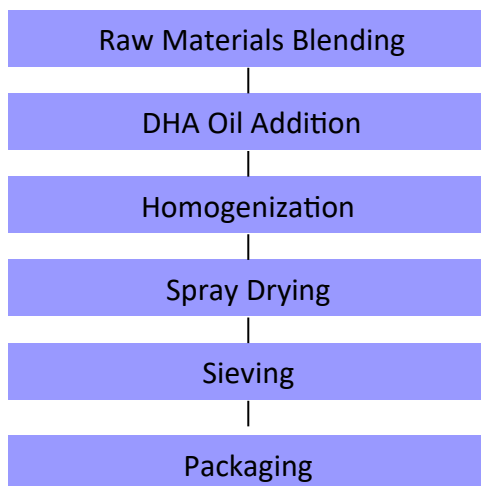 Raw Materials Blending
DHA Oil Addition
Homogenization
Spray Drying
Sieving
Packaging